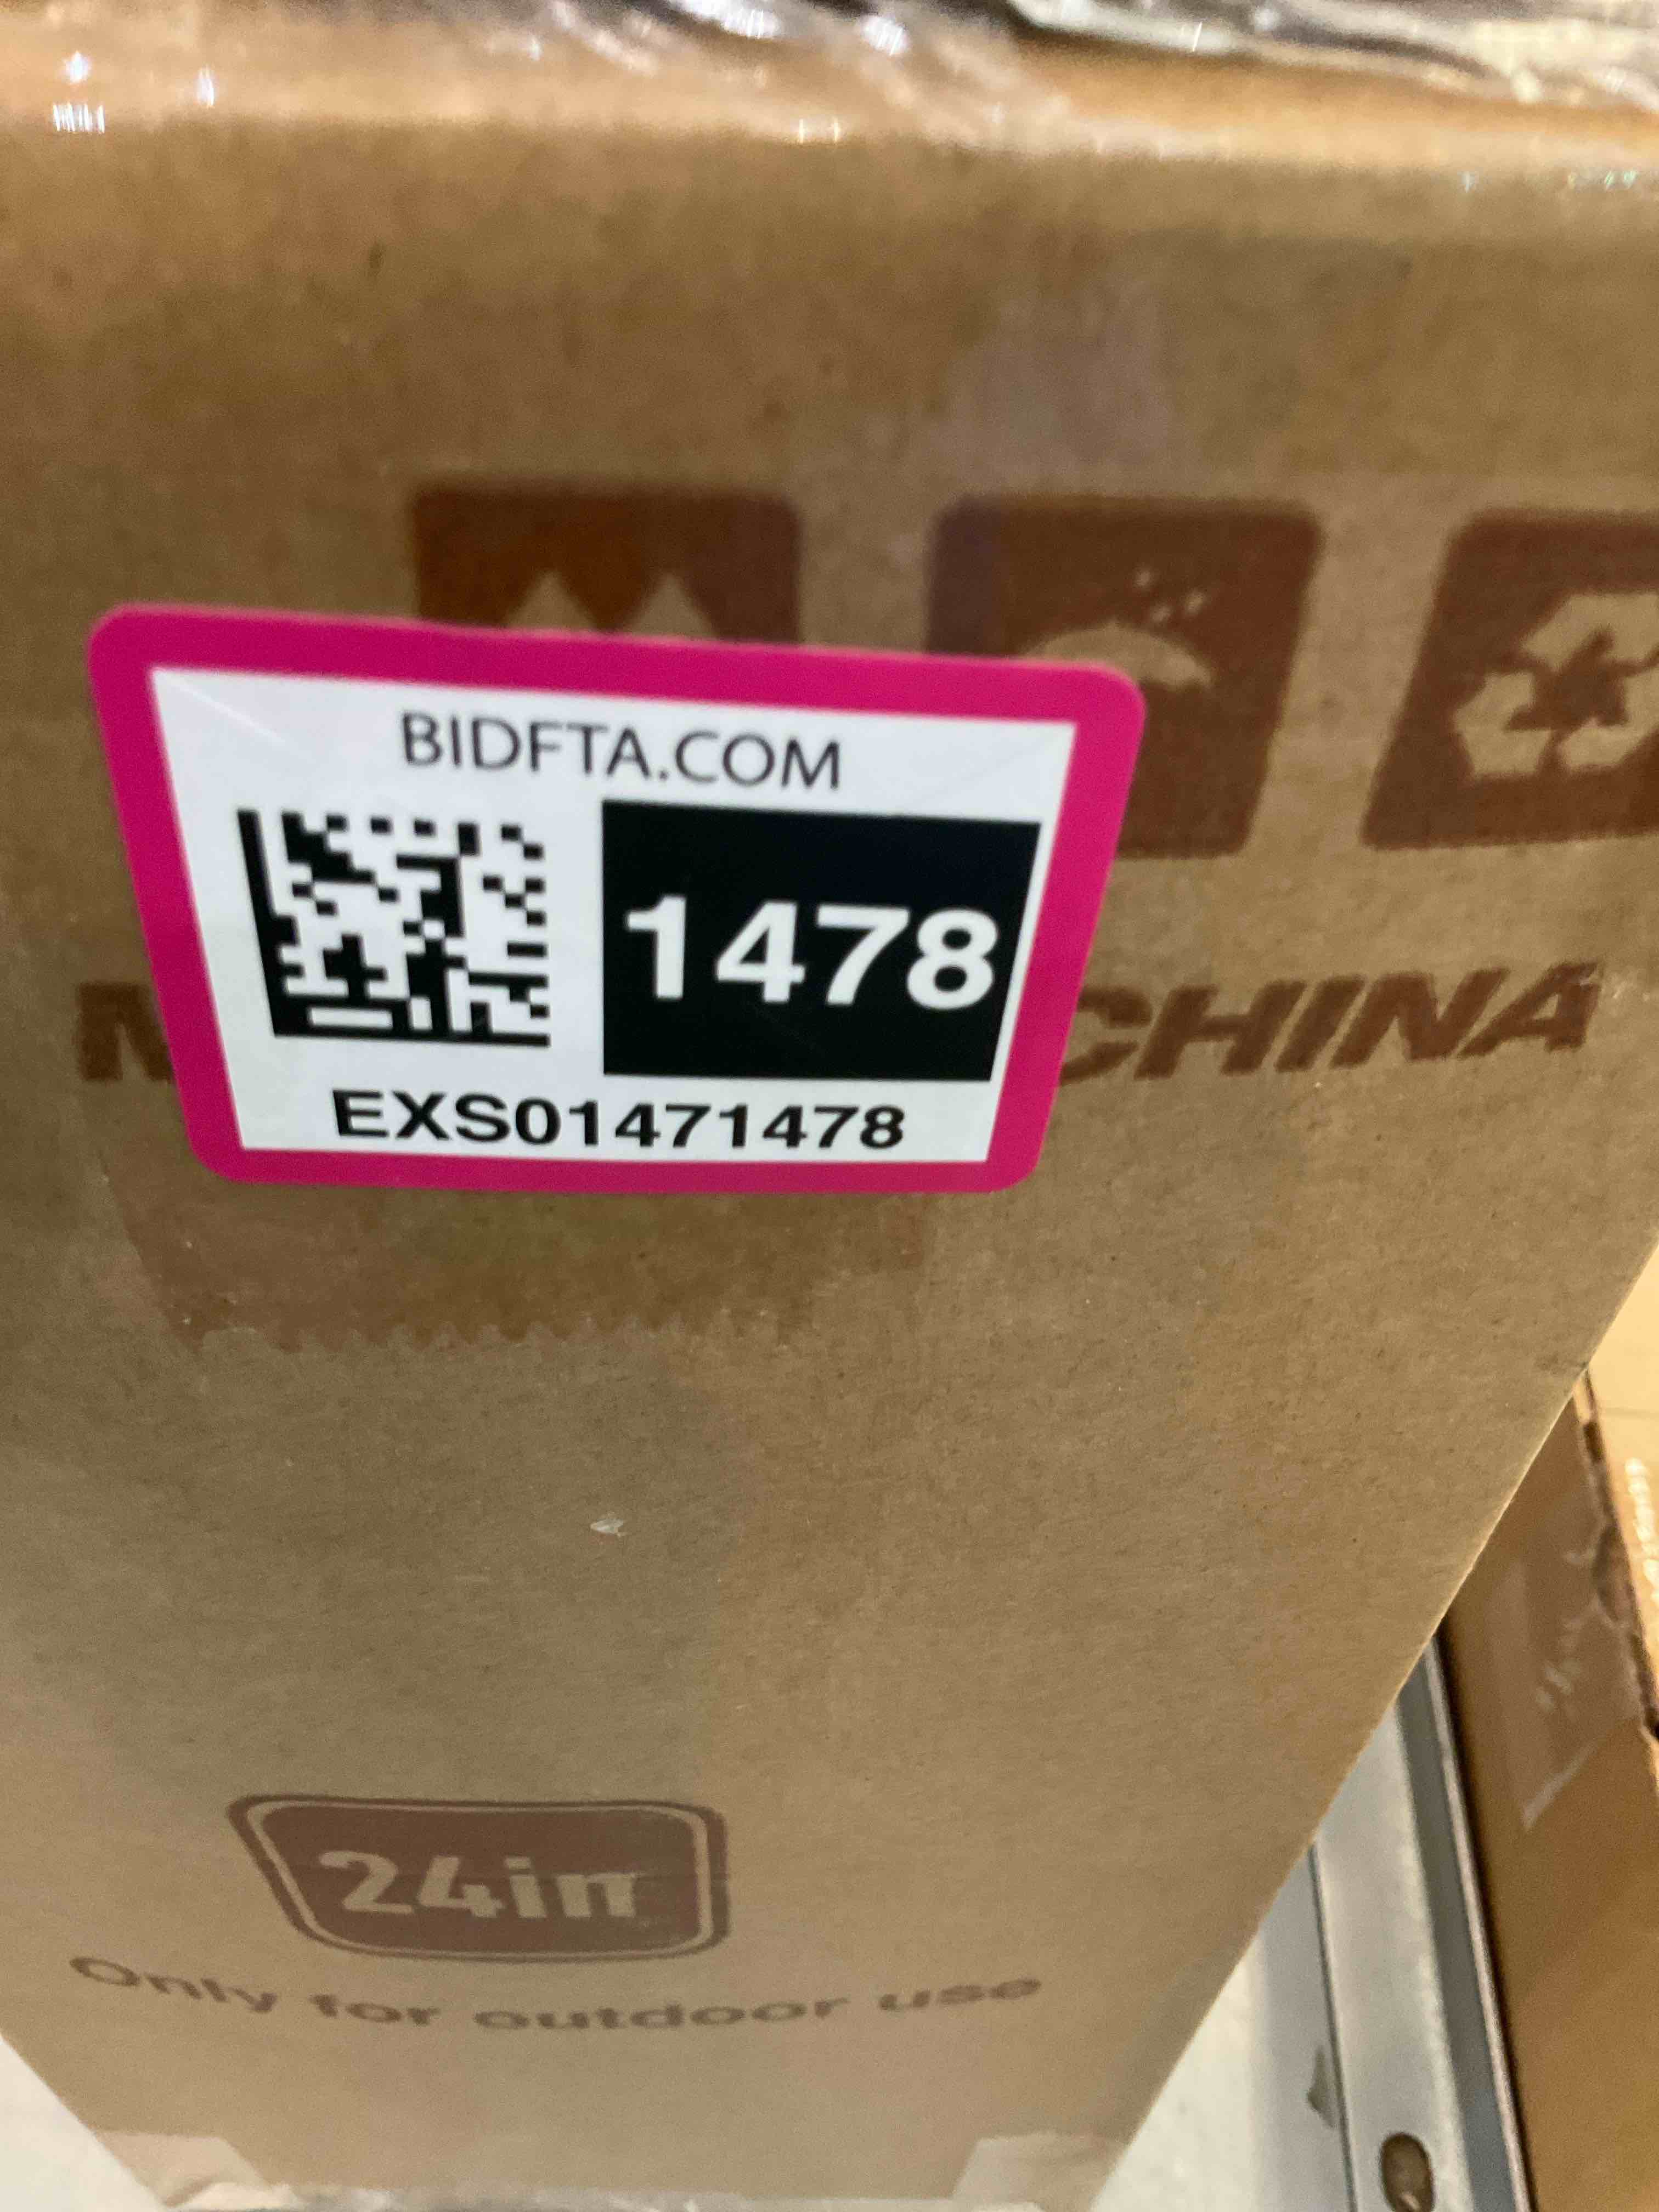 BIDFTA.COM
1478
EXS01471478
CHINA
24in
Only for outdoor use